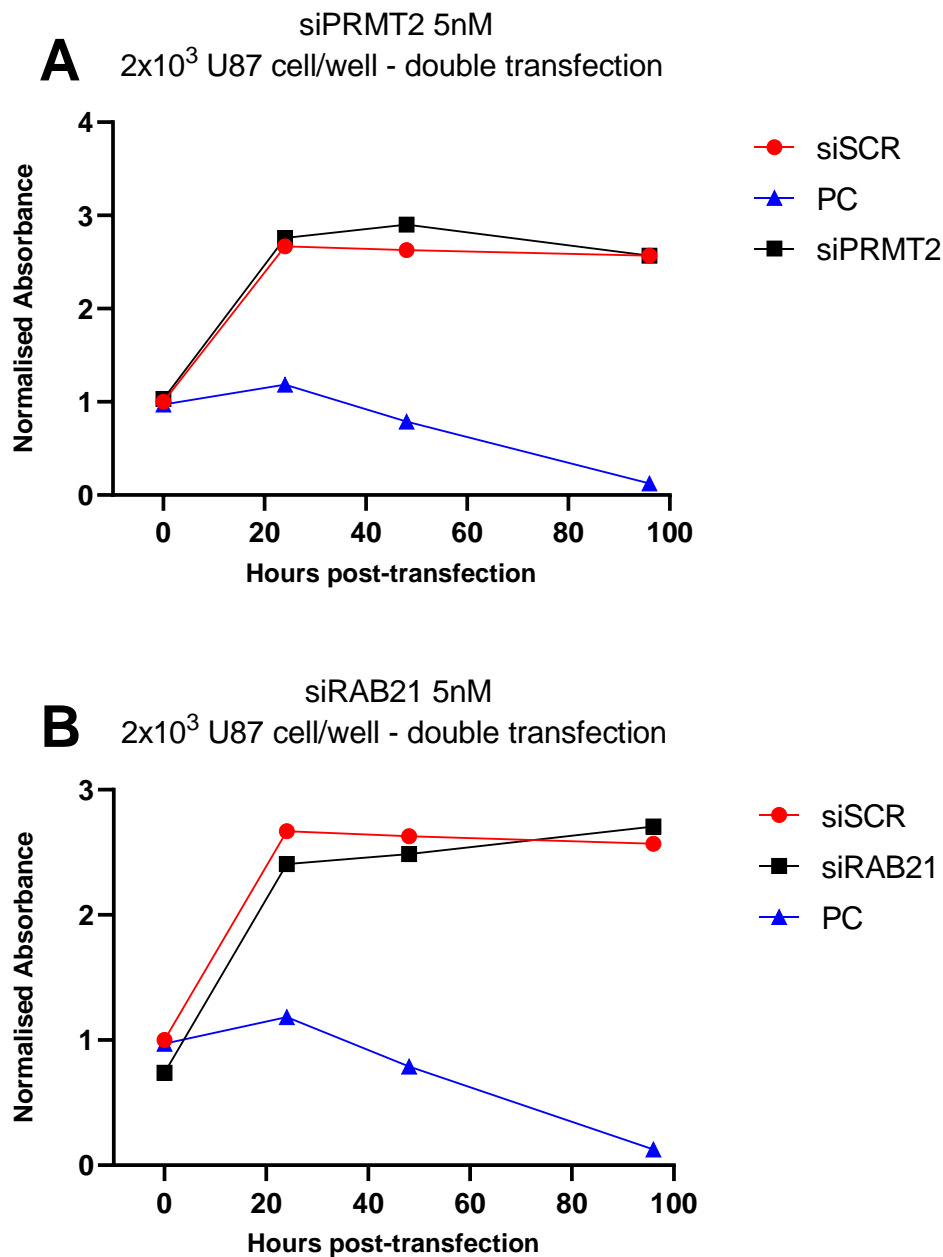 siPRMT2 5nM
A 2x10³ U87 cell/well - double transfection
4
3
2
1
0
Normalised Absorbance
0 20 40 60 80 100
Hours post-transfection
siSCR
PC
siPRMT2
siRAB21 5nM
B 2x10³ U87 cell/well - double transfection
3
2
1
0
Normalised Absorbance
0 20 40 60 80 100
Hours post-transfection
siSCR
siRAB21
PC